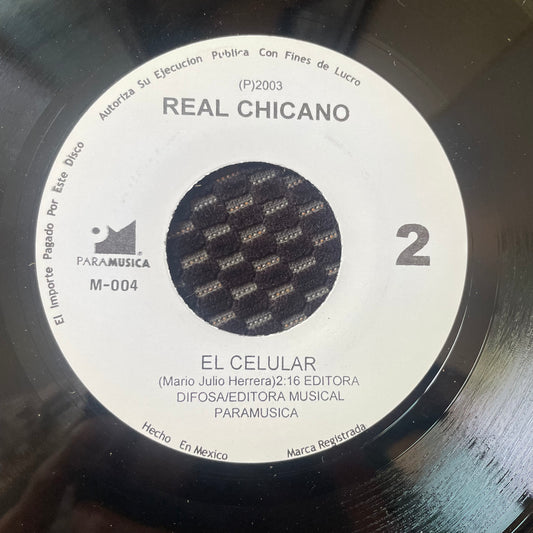 El Importe Pagado Por Este Disco Autoriza Su Ejecucion Publica Con Fines de Lucro
(P)2003
REAL CHICANO
PARAMUSICA
M-004
2
EL CELULAR
(Mario Julio Herrera)2:16 EDITORA
DIFOSA/EDITORA MUSICAL
PARAMUSICA
Hecho En Mexico
Marca Registrada